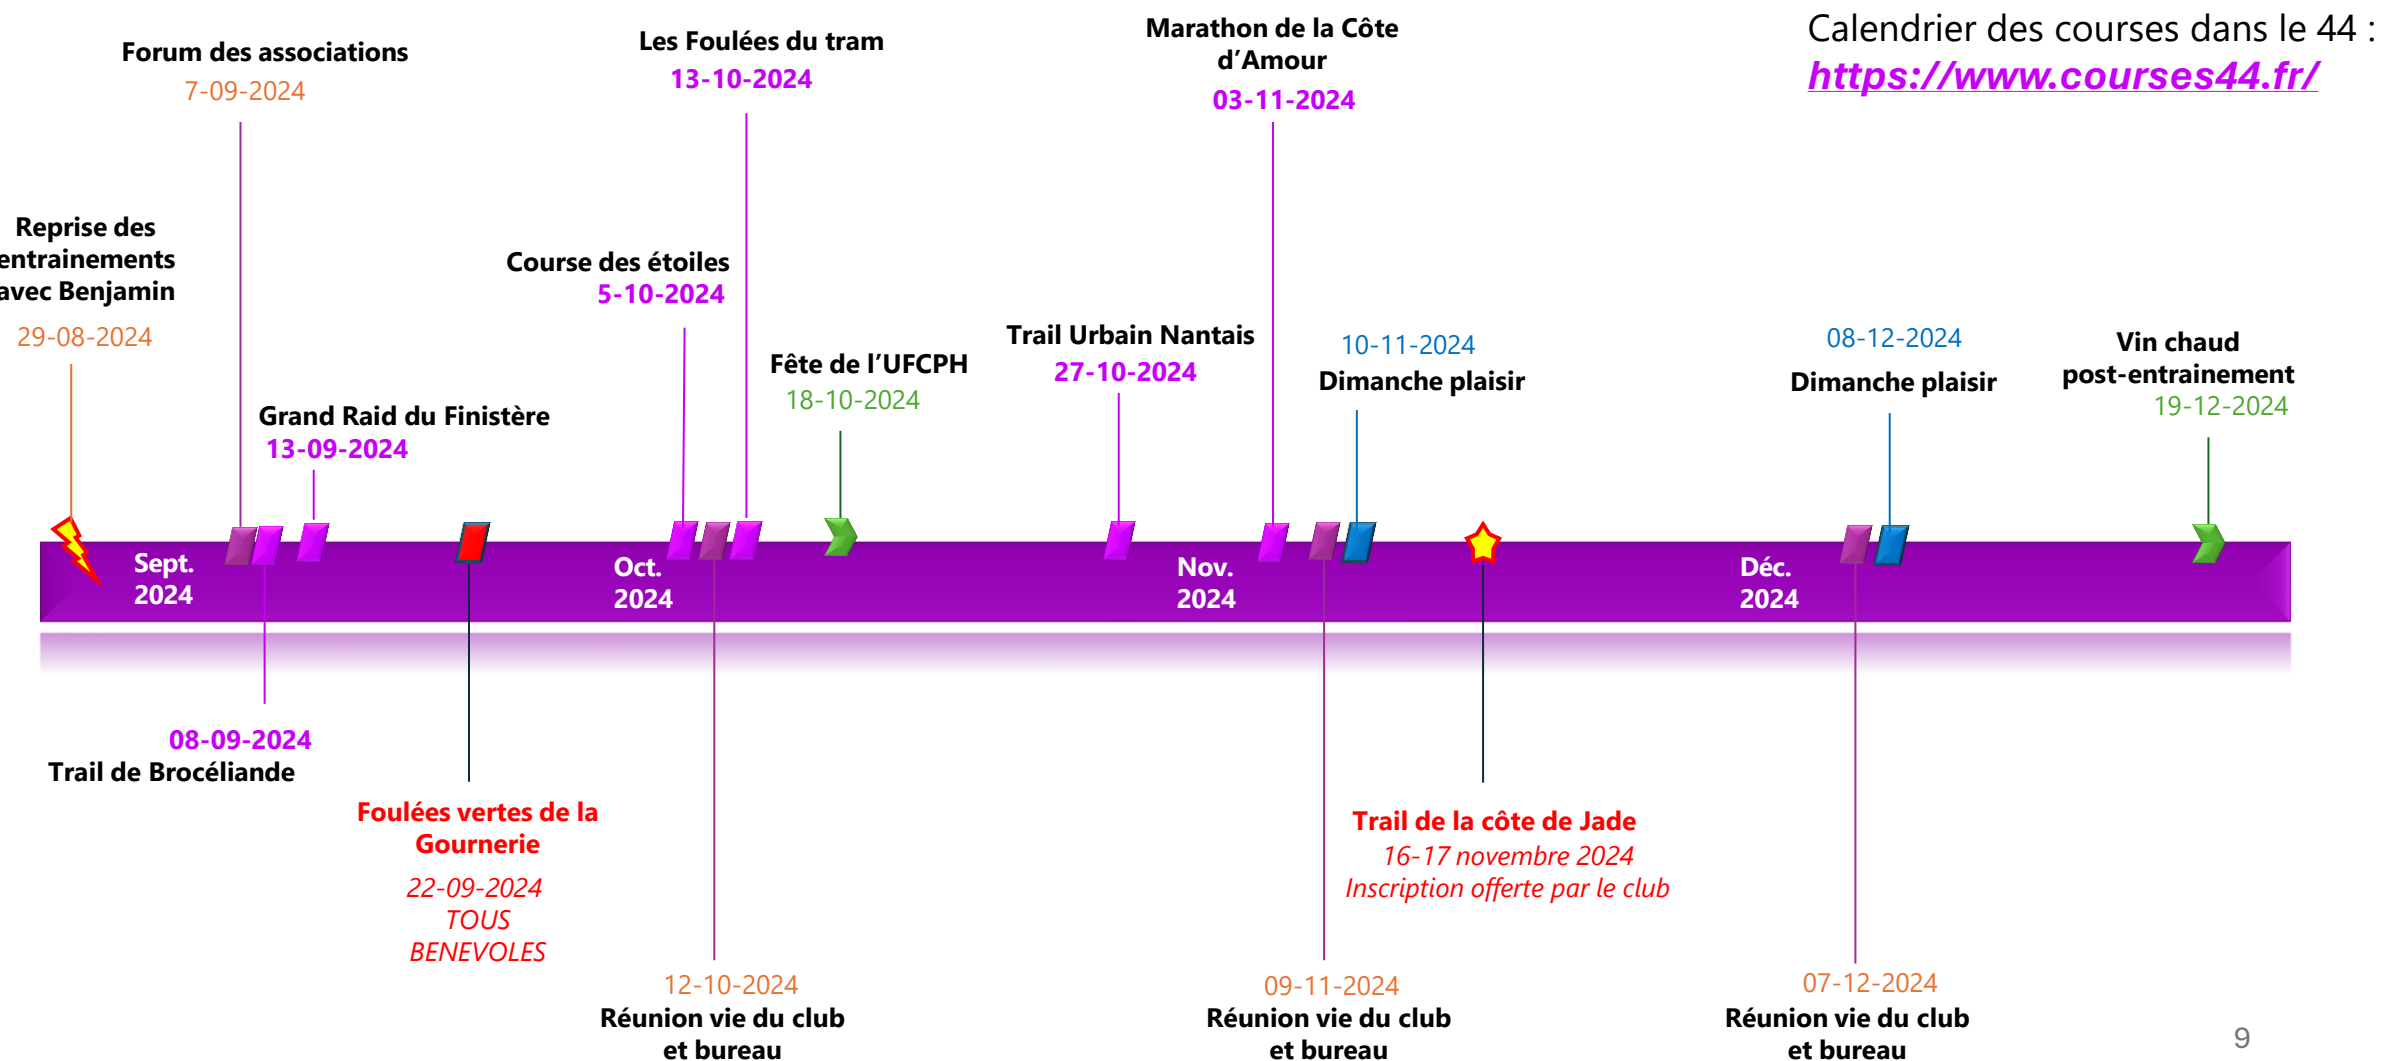 Calendrier des courses dans le 44 :
https://www.courses44.fr/
Forum des associations
7-09-2024
Les Foulées du tram
13-10-2024
Marathon de la Côte
d’Amour
03-11-2024
Reprise des
entrainements
avec Benjamin
29-08-2024
Course des étoiles
5-10-2024
Grand Raid du Finistère
13-09-2024
Fête de l’UFCPH
18-10-2024
Trail Urbain Nantais
27-10-2024
10-11-2024
Dimanche plaisir
08-12-2024
Dimanche plaisir
Vin chaud
post-entrainement
19-12-2024
Sept.
2024
Oct.
2024
Nov.
2024
Déc.
2024
08-09-2024
Trail de Brocéliande
Foulées vertes de la
Gournerie
22-09-2024
TOUS
BENEVOLES
Trail de la côte de Jade
16-17 novembre 2024
Inscription offerte par le club
12-10-2024
Réunion vie du club
et bureau
09-11-2024
Réunion vie du club
et bureau
07-12-2024
Réunion vie du club
et bureau
9